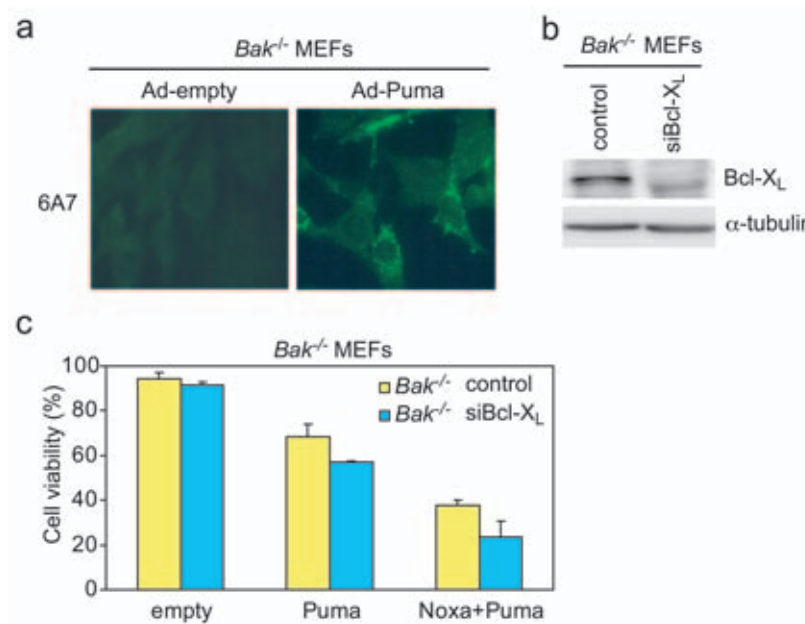 a
Bak-/- MEFs
Ad-empty Ad-Puma
6A7
b
Bak-/- MEFs
control siBcl-XL
Bcl-XL
α-tubulin
c
Bak-/- MEFs
Cell viability (%)
100
80
60
40
20
0
Bak-/- control
Bak-/- siBcl-XL
empty Puma Noxa+Puma